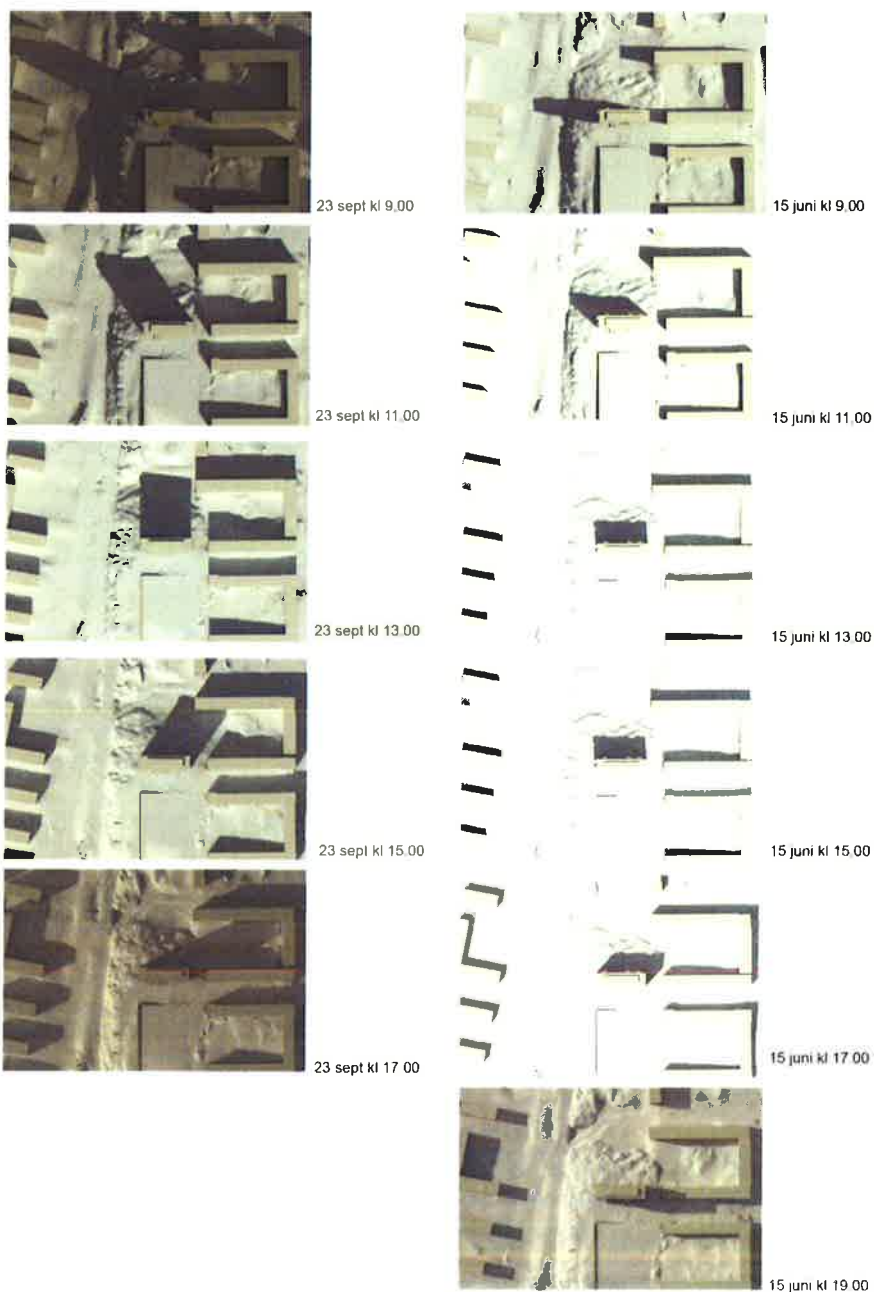 23 sept kl 9.00
15 juni kl 9.00
23 sept kl 11.00
15 juni kl 11.00
23 sept kl 13.00
15 juni kl 13.00
23 sept kl 15.00
15 juni kl 15.00
23 sept kl 17.00
15 juni kl 17.00
15 juni kl 19.00